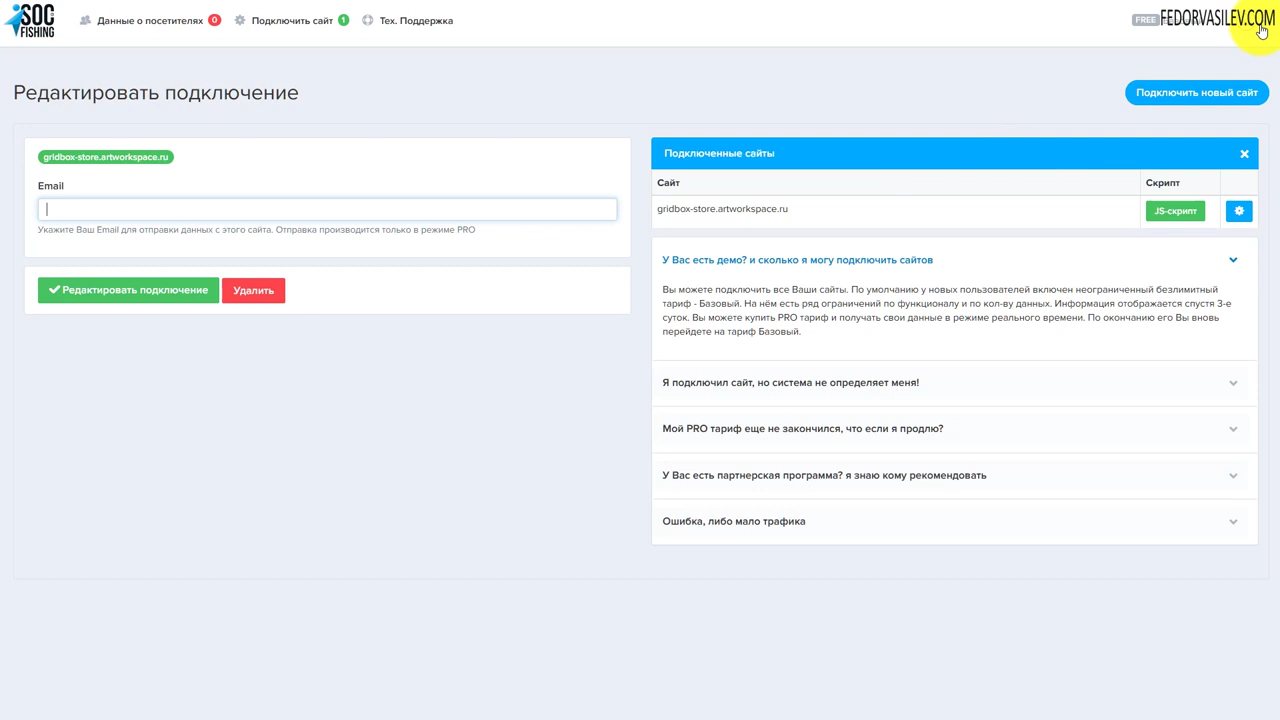 SOC
FISHING
Данные о посетителях 0
Подключить сайт 1
Тех. Поддержка
FREE
FEDORVASILEV.COM
Редактировать подключение
Подключить новый сайт
gridbox-store.artworkspace.ru
Email
Укажите Ваш Email для отправки данных с этого сайта. Отправка производится только в режиме PRO
Редактировать подключение
Удалить
Подключенные сайты
Сайт
Скрипт
gridbox-store.artworkspace.ru
JS-скрипт
У Вас есть демо? и сколько я могу подключить сайтов
Вы можете подключить все Ваши сайты. По умолчанию у новых пользователей включен неограниченный безлимитный
тариф - Базовый. На нём есть ряд ограничений по функционалу и по кол-ву данных. Информация отображается спустя 3-е
суток. Вы можете купить PRO тариф и получать свои данные в режиме реального времени. По окончанию его Вы вновь
перейдете на тариф Базовый.
Я подключил сайт, но система не определяет меня!
Мой PRO тариф еще не закончился, что если я продлю?
У Вас есть партнерская программа? я знаю кому рекомендовать
Ошибка, либо мало трафика